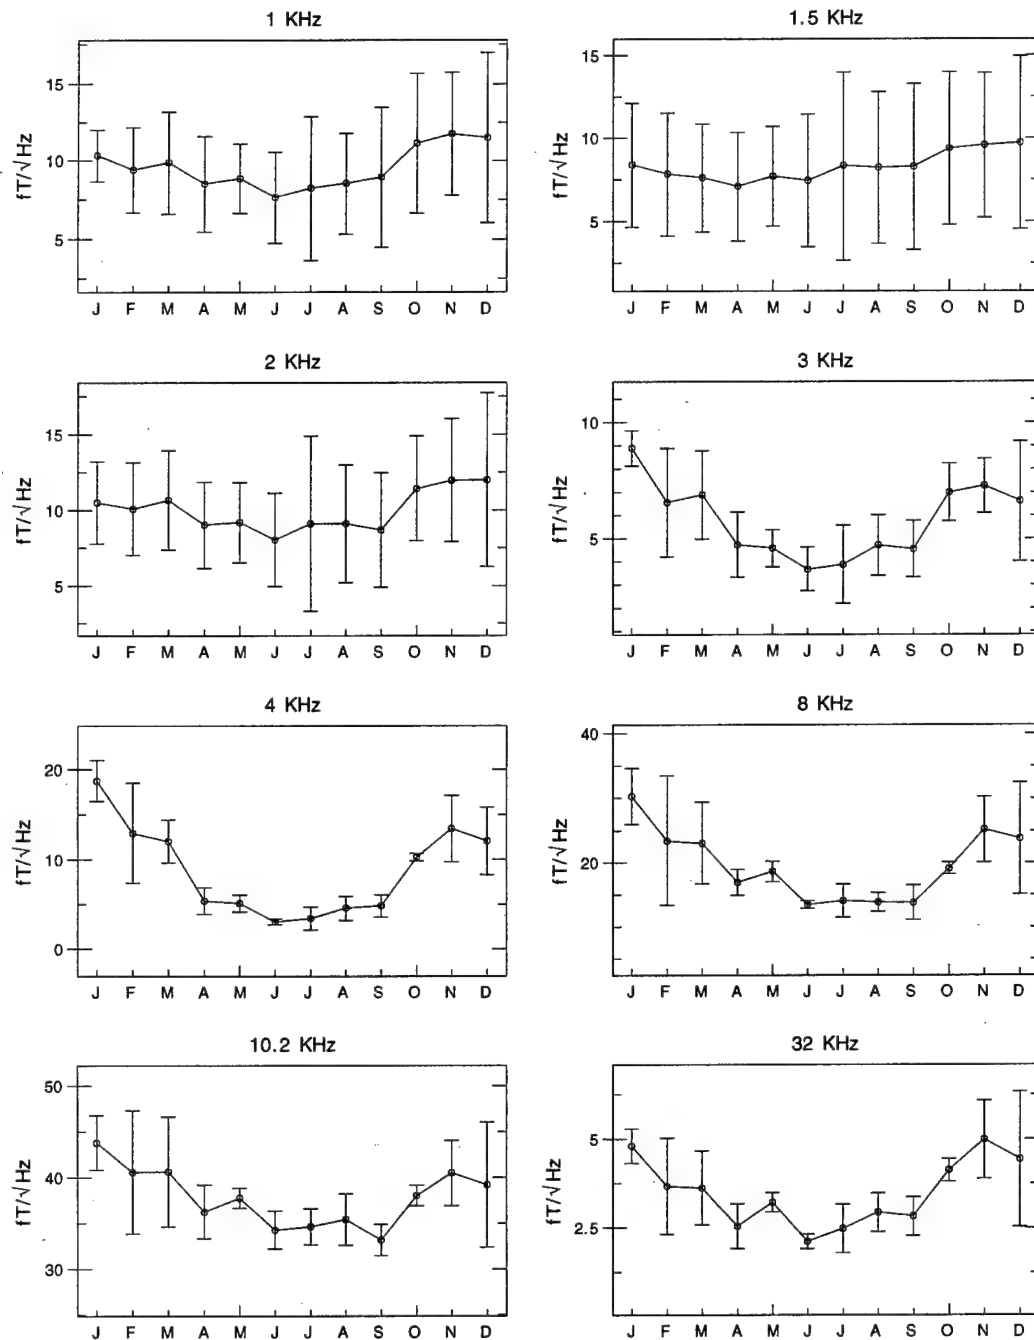 1 KHz
15
10
5
fT/√Hz
J F M A M J J A S O N D
1.5 KHz
15
10
5
fT/√Hz
J F M A M J J A S O N D
2 KHz
15
10
5
fT/√Hz
J F M A M J J A S O N D
3 KHz
10
5
fT/√Hz
J F M A M J J A S O N D
4 KHz
20
10
0
fT/√Hz
J F M A M J J A S O N D
8 KHz
40
20
fT/√Hz
J F M A M J J A S O N D
10.2 KHz
50
40
30
fT/√Hz
J F M A M J J A S O N D
32 KHz
5
2.5
fT/√Hz
J F M A M J J A S O N D